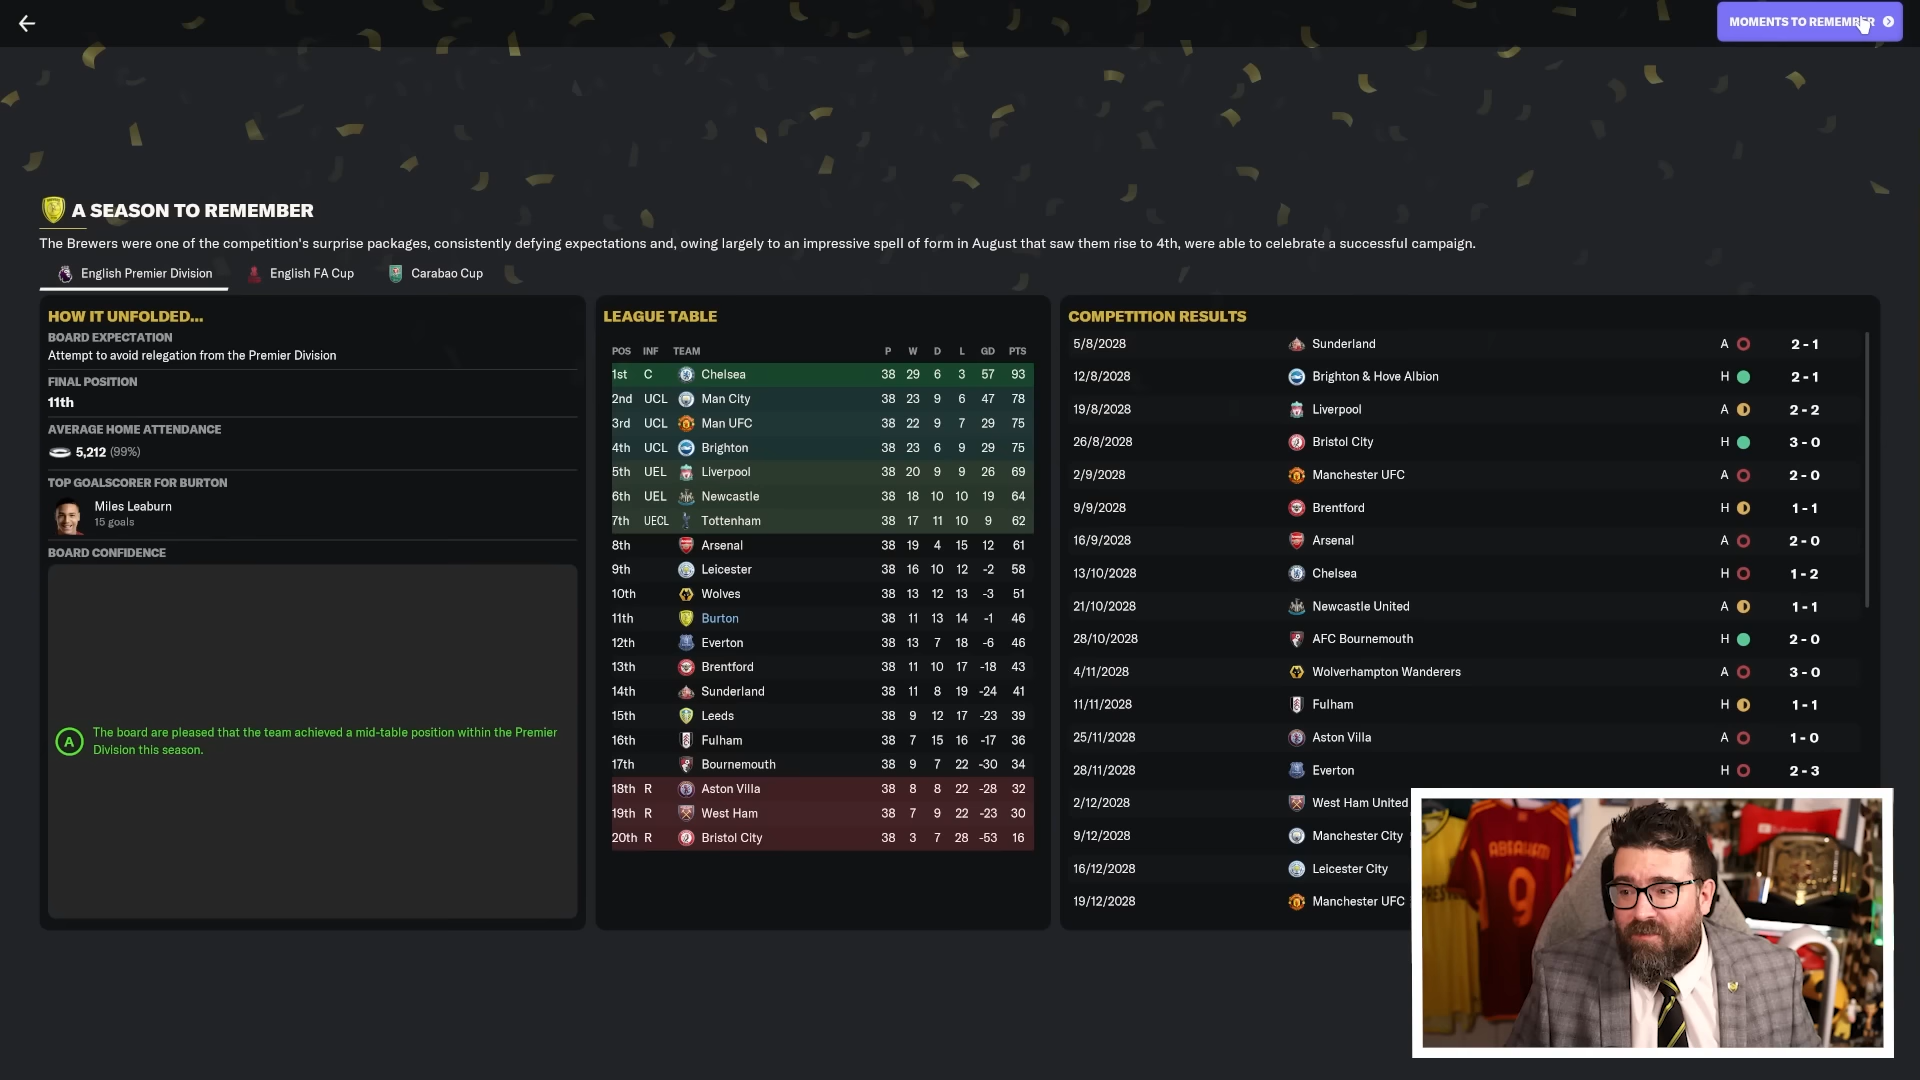 MOMENTS TO REMEMBER
A SEASON TO REMEMBER
The Brewers were one of the competition's surprise packages, consistently defying expectations and, owing largely to an impressive spell of form in August that saw them rise to 4th, were able to celebrate a successful campaign.
English Premier Division English FA Cup Carabao Cup
HOW IT UNFOLDED...
BOARD EXPECTATION
Attempt to avoid relegation from the Premier Division
FINAL POSITION
11th
AVERAGE HOME ATTENDANCE
5,212 (99%)
TOP GOALSCORER FOR BURTON
Miles Leaburn
15 goals
BOARD CONFIDENCE
A The board are pleased that the team achieved a mid-table position within the Premier
Division this season.
LEAGUE TABLE
POS INF TEAM P W D L GD PTS
1st C Chelsea 38 29 6 3 57 93
2nd UCL Man City 38 23 9 6 47 78
3rd UCL Man UFC 38 22 9 7 29 75
4th UCL Brighton 38 23 6 9 29 75
5th UEL Liverpool 38 20 9 9 26 69
6th UEL Newcastle 38 18 10 10 19 64
7th UECL Tottenham 38 17 11 10 9 62
8th Arsenal 38 19 4 15 12 61
9th Leicester 38 16 10 12 -2 58
10th Wolves 38 13 12 13 -3 51
11th Burton 38 11 13 14 -1 46
12th Everton 38 13 7 18 -6 46
13th Brentford 38 11 10 17 -18 43
14th Sunderland 38 11 8 19 -24 41
15th Leeds 38 9 12 17 -23 39
16th Fulham 38 7 15 16 -17 36
17th Bournemouth 38 9 7 22 -30 34
18th R Aston Villa 38 8 8 22 -28 32
19th R West Ham 38 7 9 22 -23 30
20th R Bristol City 38 3 7 28 -53 16
COMPETITION RESULTS
5/8/2028 Sunderland A 2 - 1
12/8/2028 Brighton & Hove Albion H 2 - 1
19/8/2028 Liverpool A 2 - 2
26/8/2028 Bristol City H 3 - 0
2/9/2028 Manchester UFC A 2 - 0
9/9/2028 Brentford H 1 - 1
16/9/2028 Arsenal A 2 - 0
13/10/2028 Chelsea H 1 - 2
21/10/2028 Newcastle United A 1 - 1
28/10/2028 AFC Bournemouth H 2 - 0
4/11/2028 Wolverhampton Wanderers A 3 - 0
11/11/2028 Fulham H 1 - 1
25/11/2028 Aston Villa A 1 - 0
28/11/2028 Everton H 2 - 3
2/12/2028 West Ham United
9/12/2028 Manchester City
16/12/2028 Leicester City
19/12/2028 Manchester UFC
ABRAHAM
9